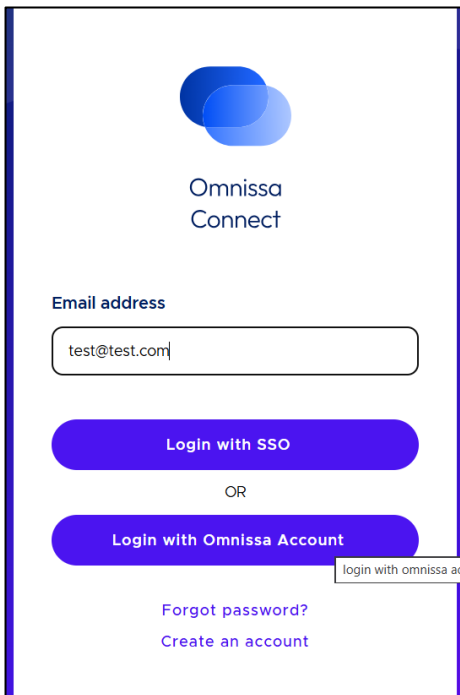 Omnissa
Connect
Email address
test@test.com
Login with SSO
OR
Login with Omnissa Account
login with omnissa
Forgot password?
Create an account